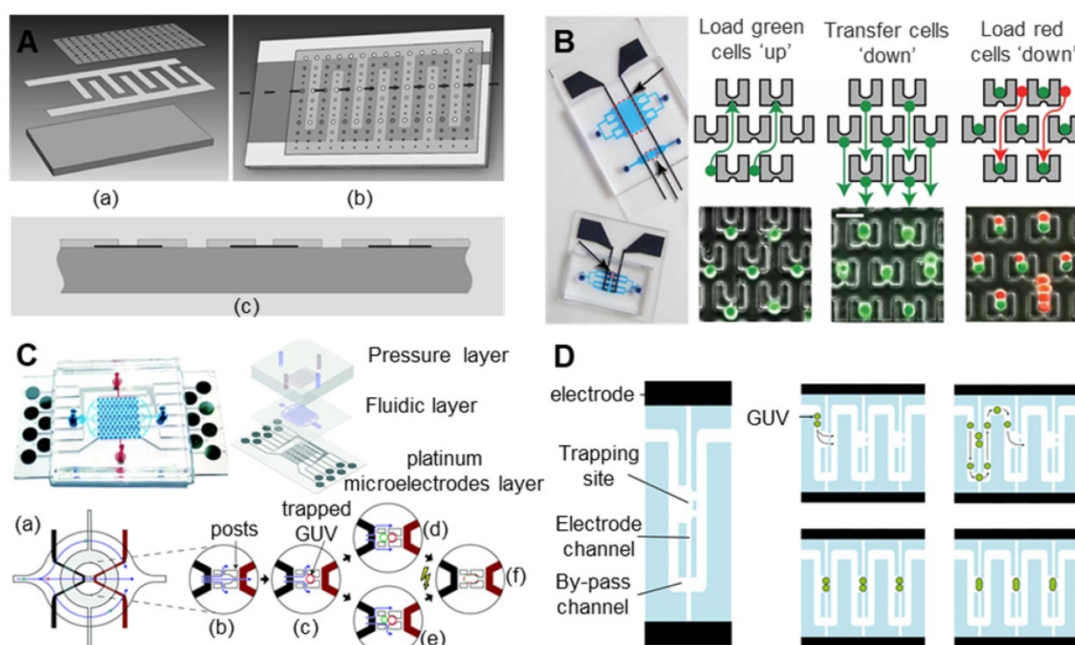 A
(a)
(b)
(c)
B
Load green
cells ‘up’
Transfer cells
‘down’
Load red
cells ‘down’
C
Pressure layer
Fluidic layer
platinum
microelectrodes layer
trapped
GUV
posts
(a)
(b)
(c)
(d)
(e)
(f)
D
electrode
Trapping
site
Electrode
channel
By-pass
channel
GUV